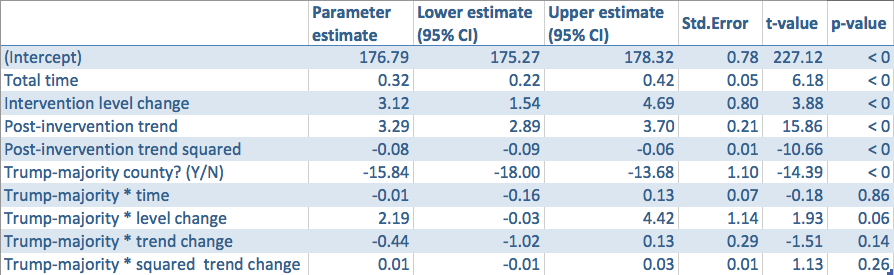 Parameter estimate Lower estimate (95% CI) Upper estimate (95% CI) Std.Error t-value p-value
(Intercept) 176.79 175.27 178.32 0.78 227.12 < 0
Total time 0.32 0.22 0.42 0.05 6.18 < 0
Intervention level change 3.12 1.54 4.69 0.80 3.88 < 0
Post-invervention trend 3.29 2.89 3.70 0.21 15.86 < 0
Post-invervention trend squared -0.08 -0.09 -0.06 0.01 -10.66 < 0
Trump-majority county? (Y/N) -15.84 -18.00 -13.68 1.10 -14.39 < 0
Trump-majority * time -0.01 -0.16 0.13 0.07 -0.18 0.86
Trump-majority * level change 2.19 -0.03 4.42 1.14 1.93 0.06
Trump-majority * trend change -0.44 -1.02 0.13 0.29 -1.51 0.14
Trump-majority * squared trend change 0.01 -0.01 0.03 0.01 1.13 0.26